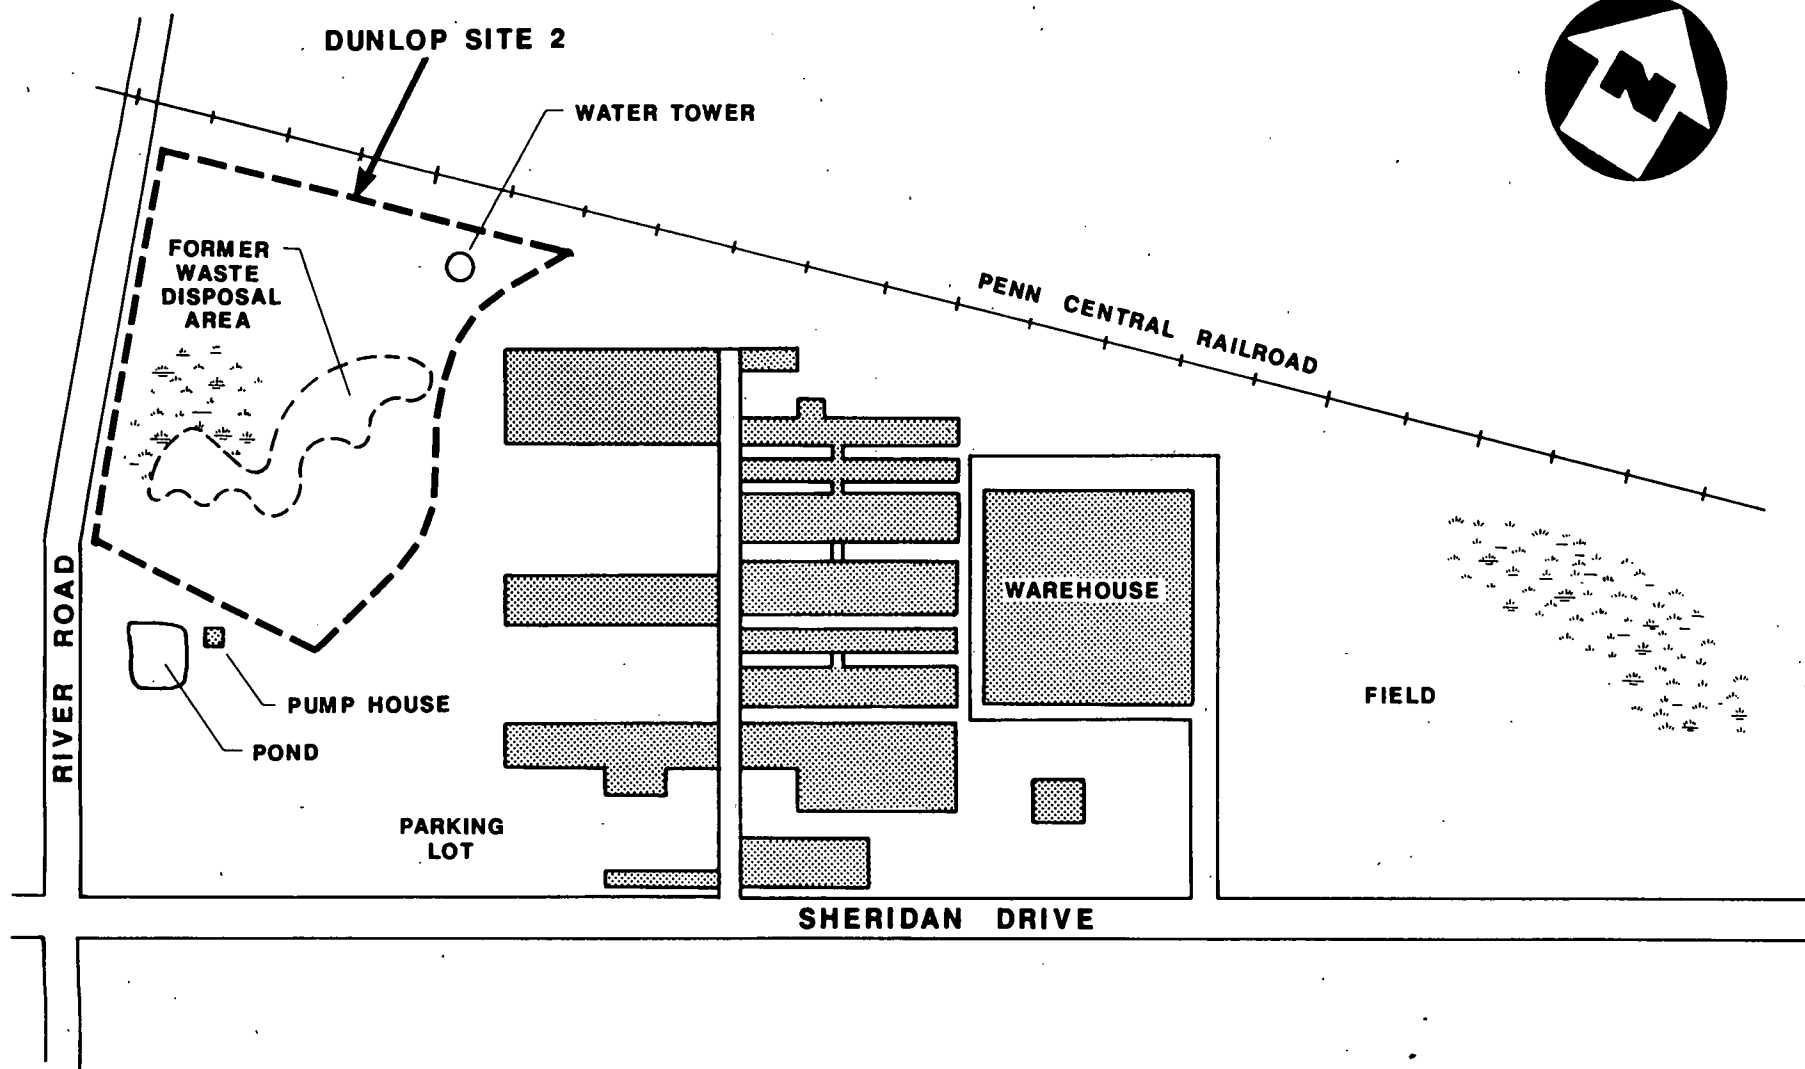 DUNLOP SITE 2
N
WATER TOWER
FORMER
WASTE
DISPOSAL
AREA
PENN CENTRAL RAILROAD
WAREHOUSE
FIELD
RIVER ROAD
PUMP HOUSE
POND
PARKING
LOT
SHERIDAN DRIVE